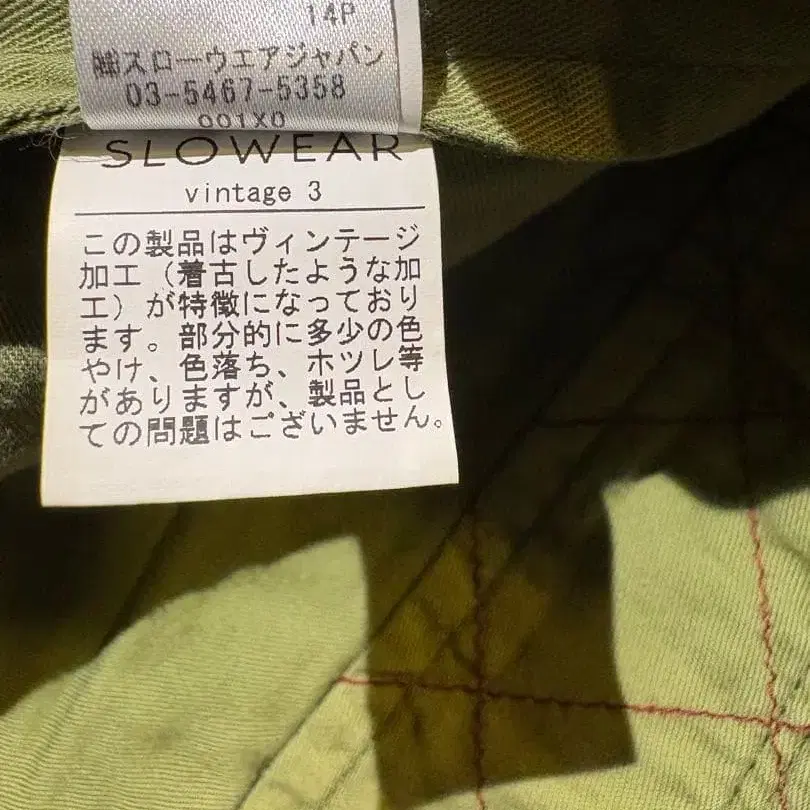 14P
㈱スローウエアジャパン
03-5467-5358
001X0
SLOWEAR
vintage 3
この製品はヴィンテージ
加工（着古したような加
工）が特徴になっており
ます。部分的に多少の色
やけ、色落ち、ホツレ等
がありますが、製品とし
ての問題はございません。